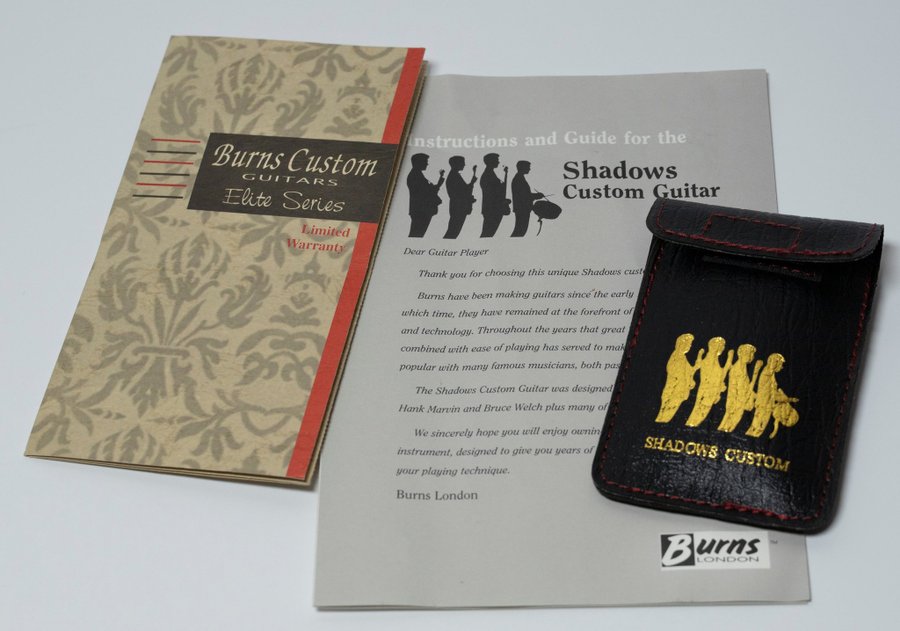 Burns Custom
GUITARS
Elite Series
Limited
Warranty
Instructions and Guide for the
Shadows
Custom Guitar
Dear Guitar Player
Thank you for choosing this unique Shadows
Burns have been making guitars since the early
which time, they have remained at the forefront of
and technology. Throughout the years that great
combined with ease of playing has served to
popular with many famous musicians, both
The Shadows Custom Guitar was designed
Hank Marvin and Bruce Welch plus many of
We sincerely hope you will enjoy
instrument, designed to give you years of
your playing technique.
Burns London
SHADOWS CUSTOM
Burns
LONDON
™